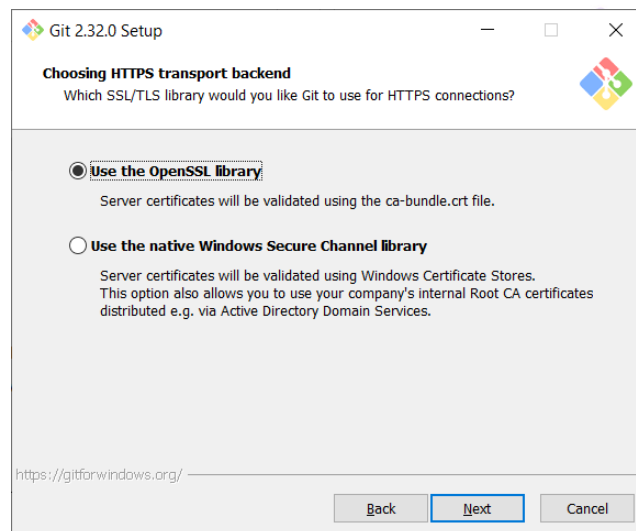 Git 2.32.0 Setup
Choosing HTTPS transport backend
Which SSL/TLS library would you like Git to use for HTTPS connections?
Use the OpenSSL library
Server certificates will be validated using the ca-bundle.crt file.
Use the native Windows Secure Channel library
Server certificates will be validated using Windows Certificate Stores.
This option also allows you to use your company's internal Root CA certificates
distributed e.g. via Active Directory Domain Services.
https://gitforwindows.org/
Back Next Cancel